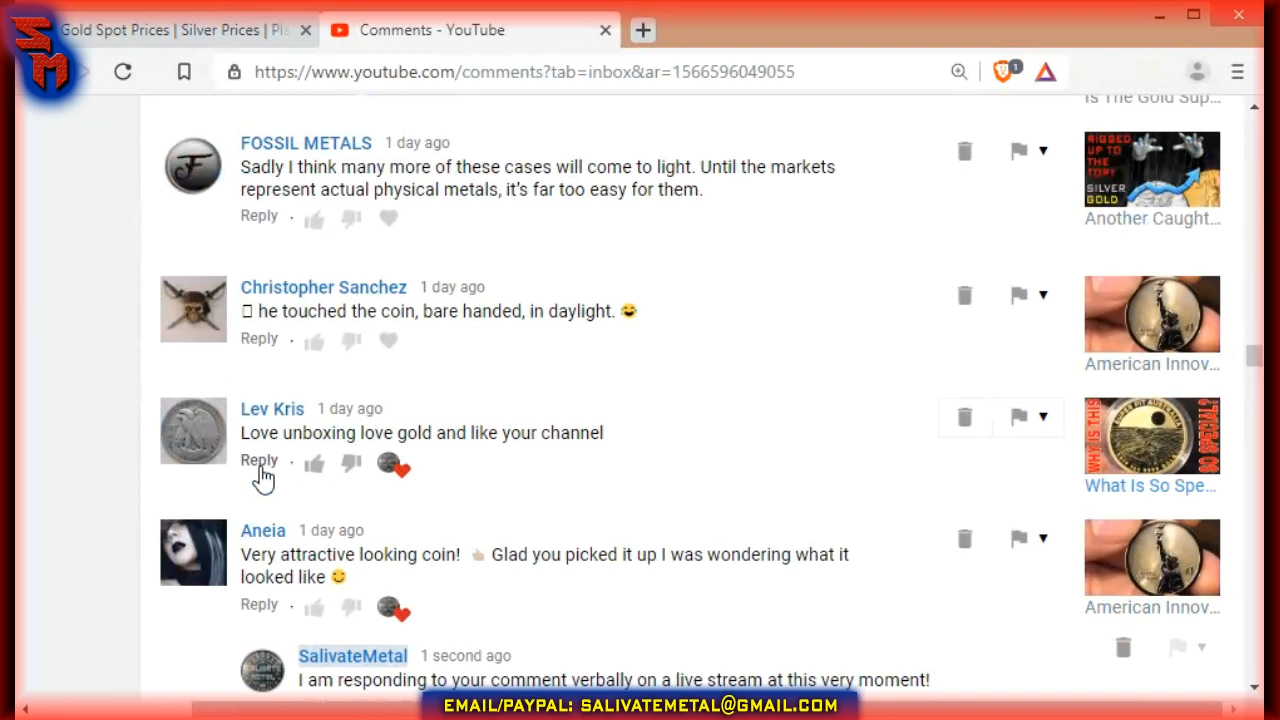 SM
Gold Spot Prices | Silver Prices | Pl
Comments - YouTube
https://www.youtube.com/comments?tab=inbox&ar=1566596049055
1
Is The Gold Sup...
FOSSIL METALS 1 day ago
Sadly I think many more of these cases will come to light. Until the markets
represent actual physical metals, it's far too easy for them.
Reply
RIGGED
UP TO
THE
TOP!
SILVER
GOLD
Another Caught...
Christopher Sanchez 1 day ago
he touched the coin, bare handed, in daylight. 😂
Reply
American Innov...
Lev Kris 1 day ago
Love unboxing love gold and like your channel
Reply
WHY IS THIS
SO SPECIAL?
What Is So Spe...
Aneia 1 day ago
Very attractive looking coin! 👆🏻 Glad you picked it up I was wondering what it
looked like 😊
Reply
American Innov...
SalivateMetal 1 second ago
I am responding to your comment verbally on a live stream at this very moment!
EMAIL/PAYPAL: SALIVATEMETAL@GMAIL.COM